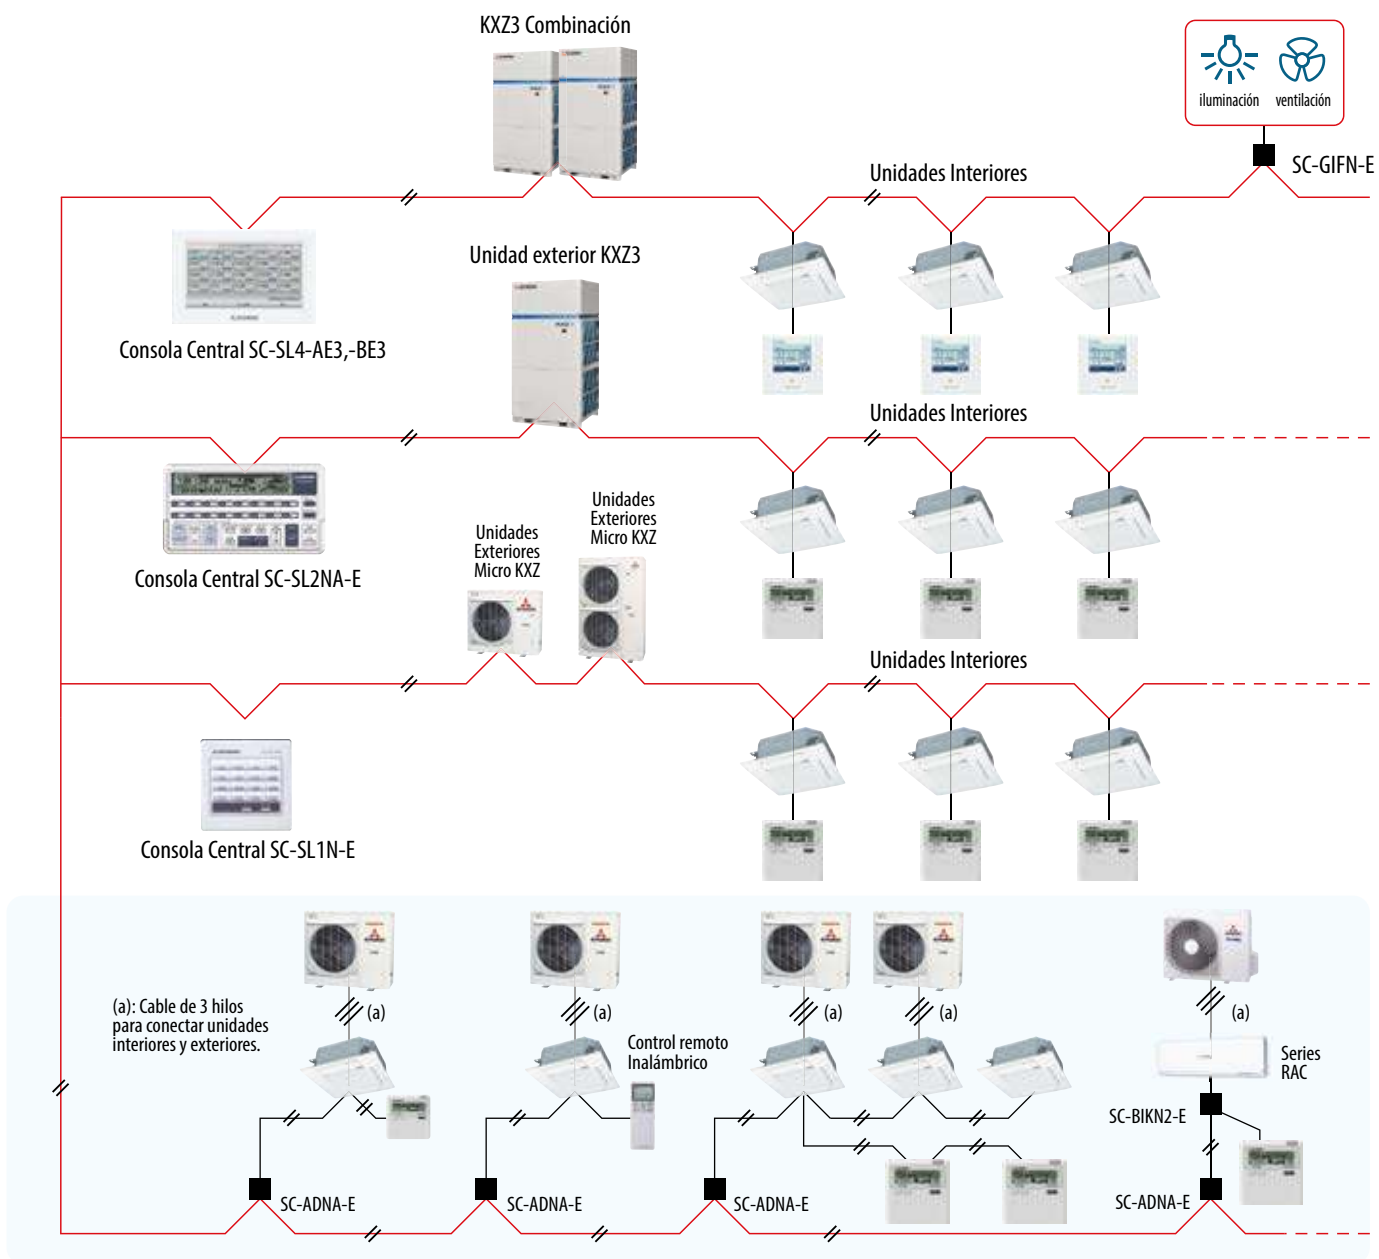 KXZ3 Combinación
iluminación
ventilación
SC-GIFN-E
Unidades Interiores
Unidad exterior KXZ3
Consola Central SC-SL4-AE3,-BE3
Unidades Interiores
Unidades
Exteriores
Micro KXZ
Unidades
Exteriores
Micro KXZ
Consola Central SC-SL2NA-E
Unidades Interiores
Consola Central SC-SL1N-E
(a): Cable de 3 hilos
para conectar unidades
interiores y exteriores.
(a)
(a)
(a)
(a)
(a)
Control remoto
Inalámbrico
Series
RAC
SC-BIKN2-E
SC-ADNA-E
SC-ADNA-E
SC-ADNA-E
SC-ADNA-E